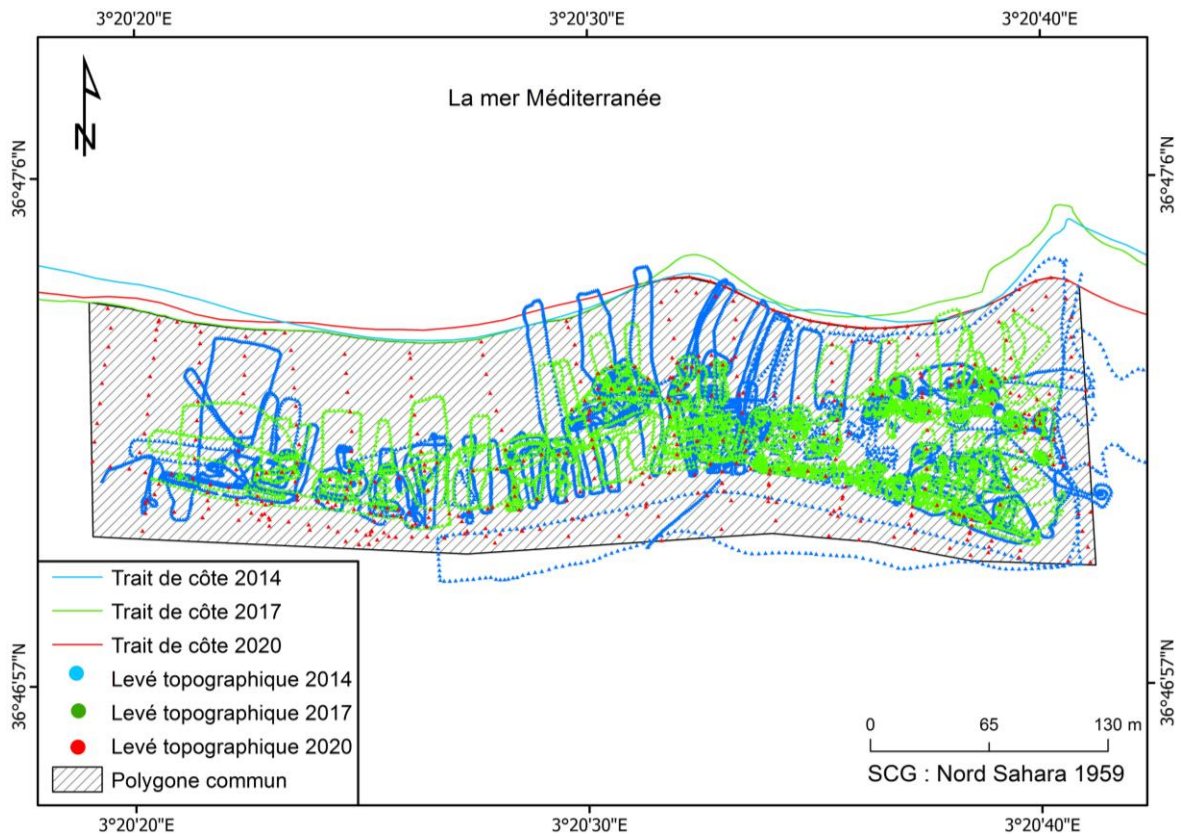 3°20'20"E 3°20'30"E 3°20'40"E
La mer Méditerranée
N
36°47'6"N 36°47'6"N
36°46'57"N 36°46'57"N
Trait de côte 2014
Trait de côte 2017
Trait de côte 2020
Levé topographique 2014
Levé topographique 2017
Levé topographique 2020
Polygone commun
0 65 130 m
SCG : Nord Sahara 1959
3°20'20"E 3°20'30"E 3°20'40"E